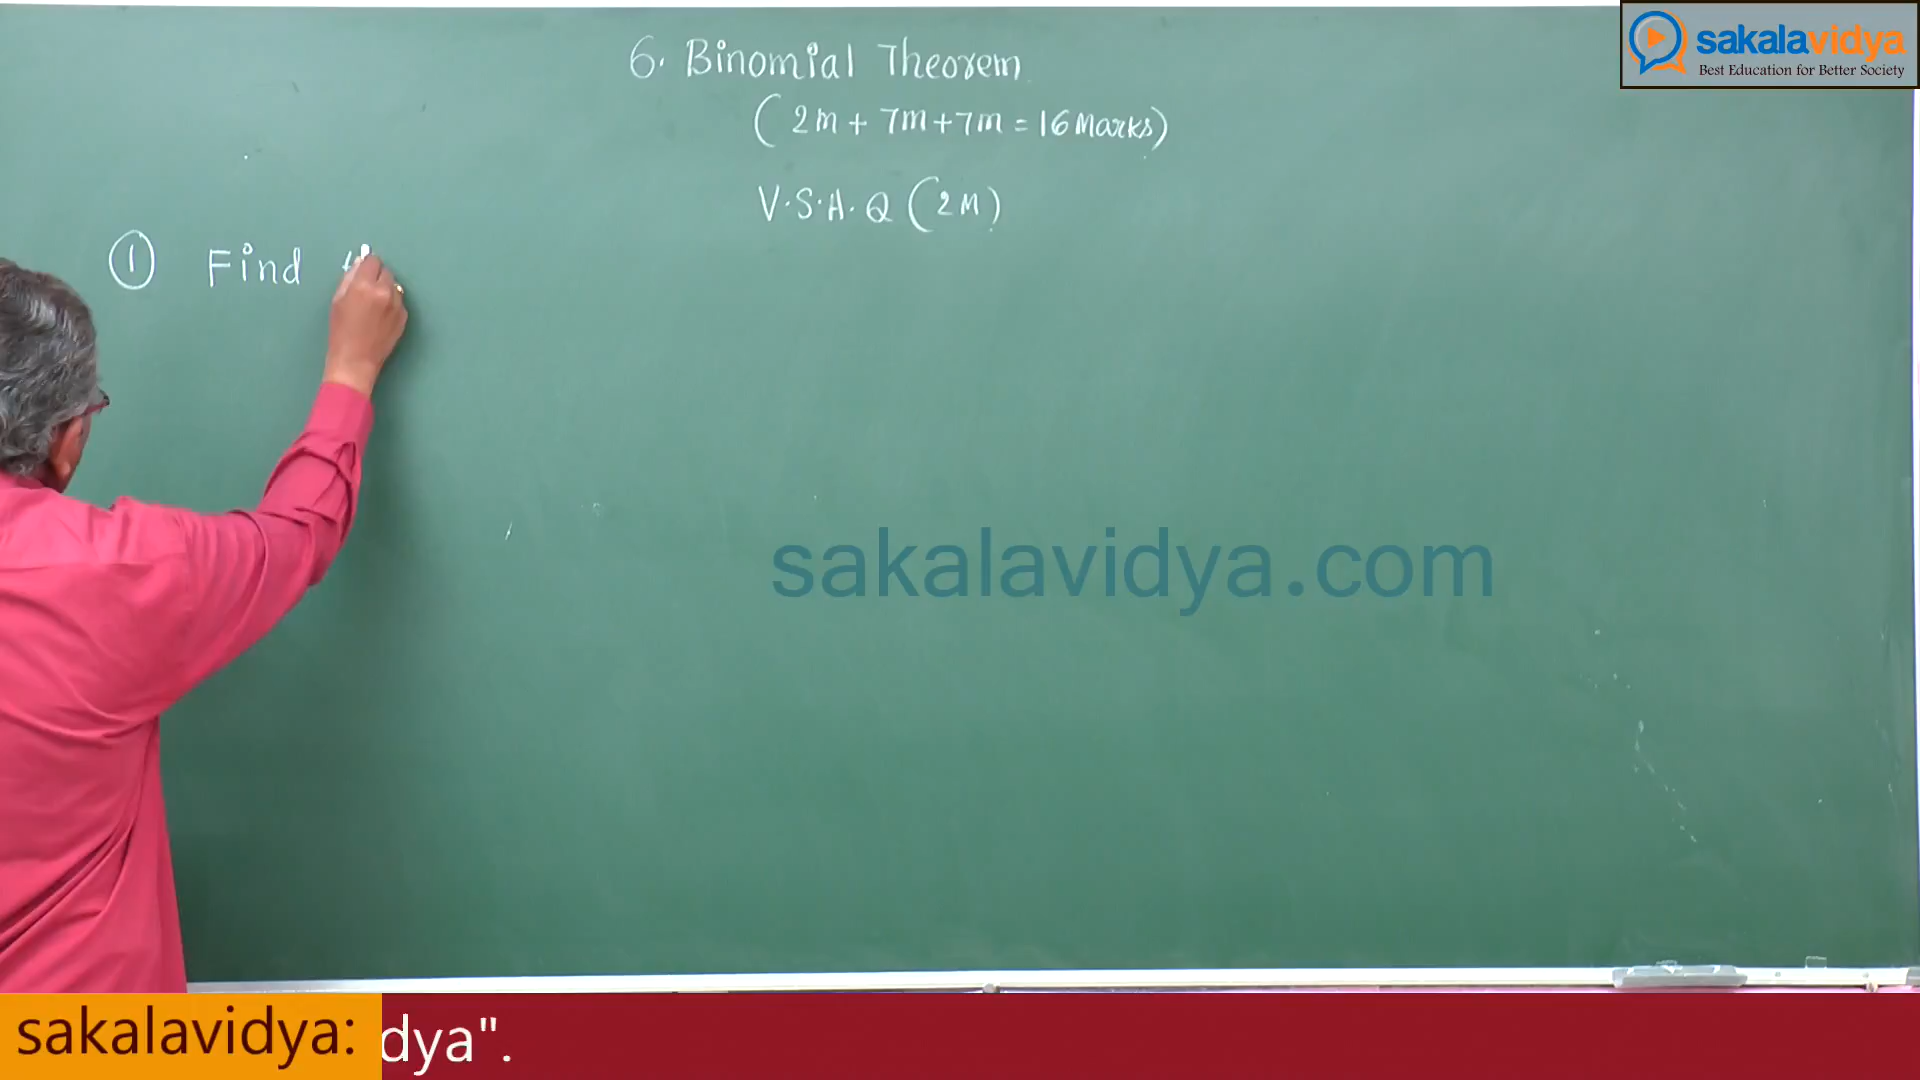 sakalavidya
Best Education for Better Society
6. Binomial Theorem
(2m + 7m + 7m = 16 Marks)
V.S.A.Q (2M)
① Find
sakalavidya.com
sakalavidya: dya".